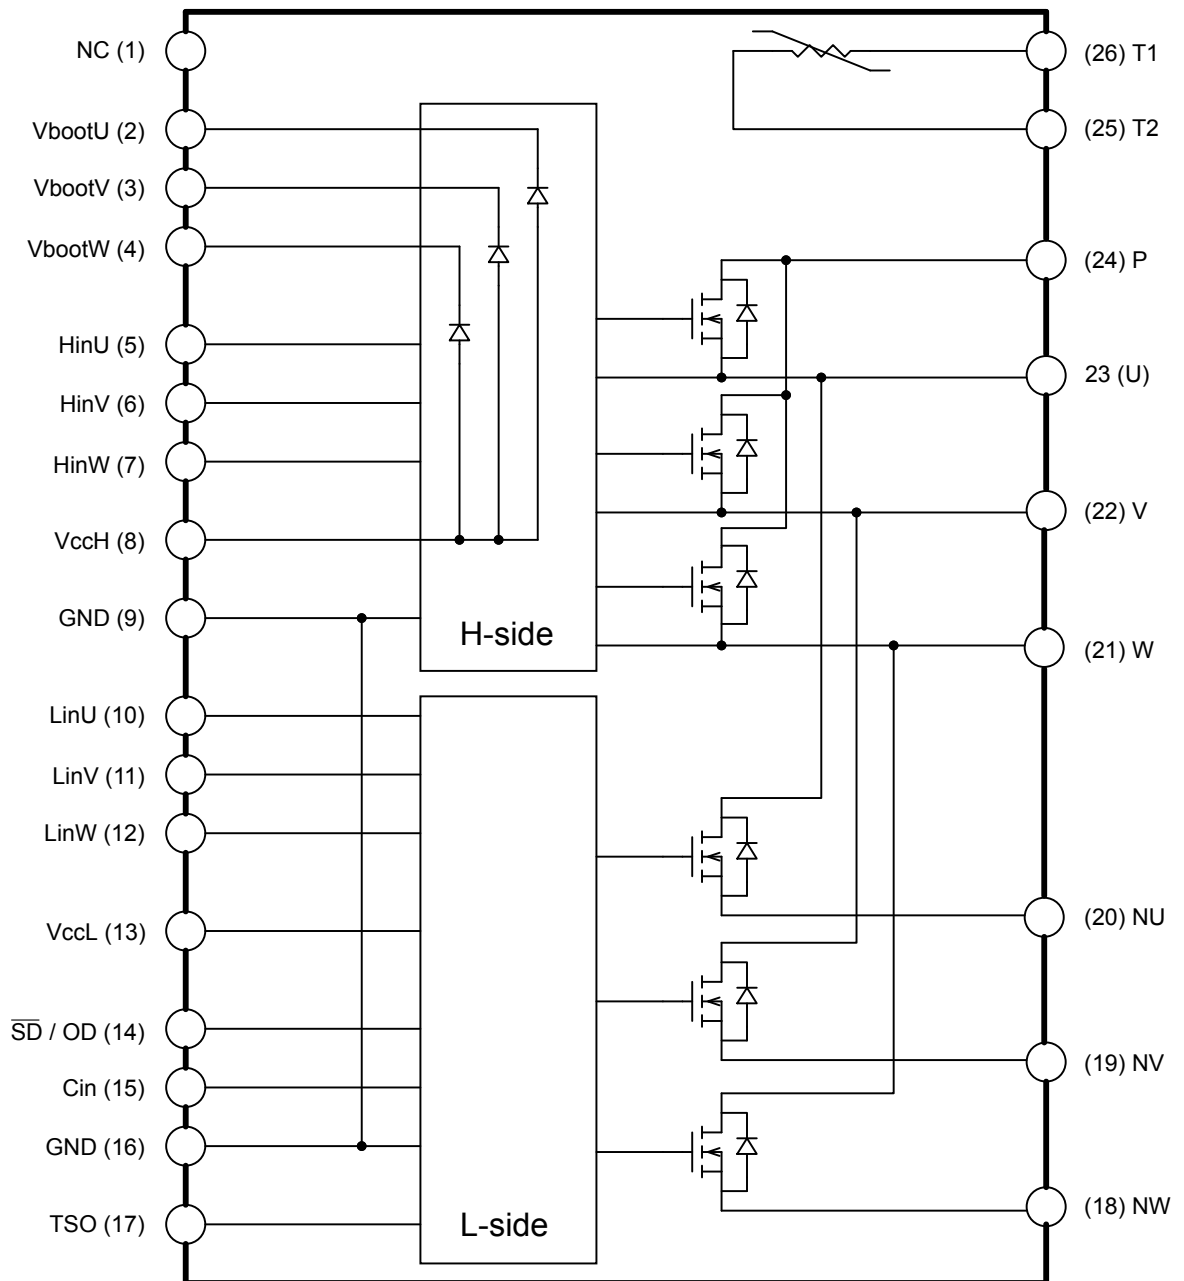 NC (1)
VbootU (2)
VbootV (3)
VbootW (4)
HinU (5)
HinV (6)
HinW (7)
VccH (8)
GND (9)
LinU (10)
LinV (11)
LinW (12)
VccL (13)
S̅D̅ / OD (14)
Cin (15)
GND (16)
TSO (17)
H-side
L-side
(26) T1
(25) T2
(24) P
23 (U)
(22) V
(21) W
(20) NU
(19) NV
(18) NW